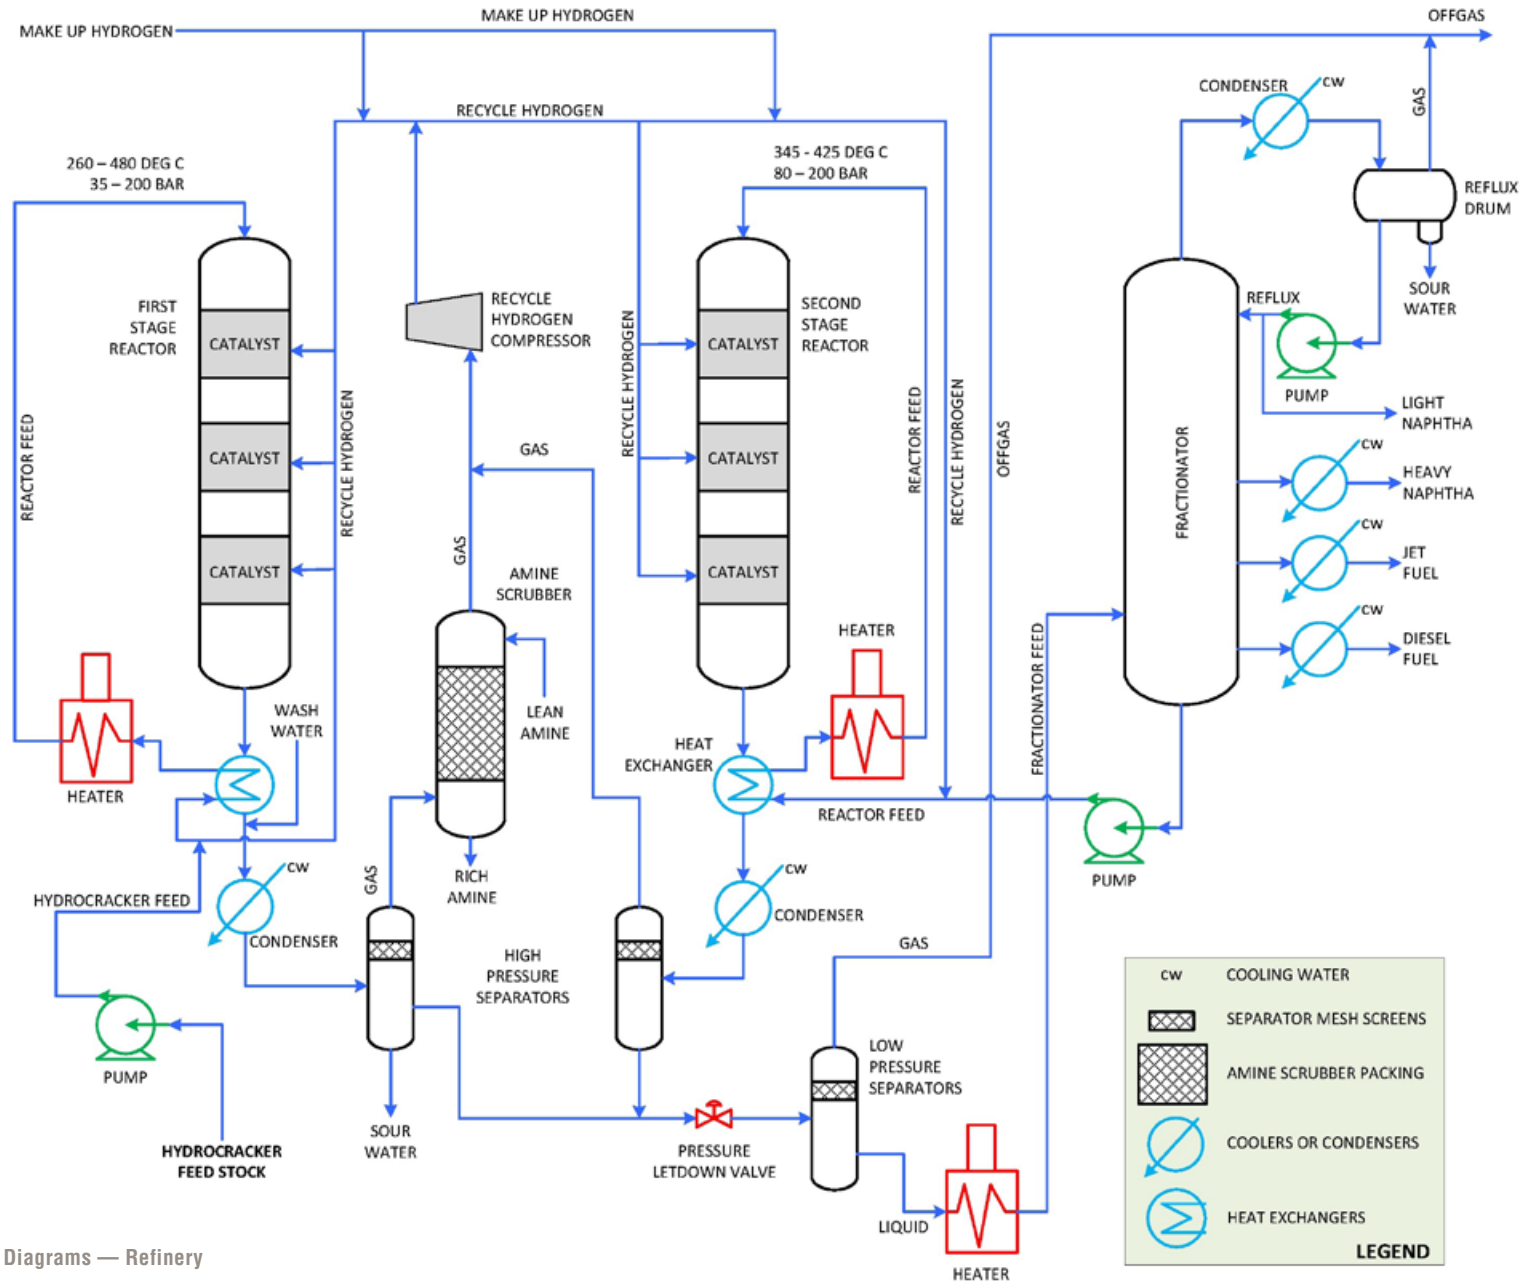 MAKE UP HYDROGEN
MAKE UP HYDROGEN
OFFGAS
CONDENSER
CW
GAS
RECYCLE HYDROGEN
260 – 480 DEG C
35 – 200 BAR
345 - 425 DEG C
80 – 200 BAR
REFLUX
DRUM
SOUR
WATER
FIRST
STAGE
REACTOR
CATALYST
CATALYST
CATALYST
REACTOR FEED
RECYCLE HYDROGEN
RECYCLE
HYDROGEN
COMPRESSOR
GAS
GAS
RECYCLE HYDROGEN
SECOND
STAGE
REACTOR
CATALYST
CATALYST
CATALYST
REACTOR FEED
RECYCLE HYDROGEN
OFFGAS
FRACTIONATOR
REFLUX
PUMP
LIGHT
NAPHTHA
CW
HEAVY
NAPHTHA
CW
JET
FUEL
CW
DIESEL
FUEL
AMINE
SCRUBBER
LEAN
AMINE
RICH
AMINE
HEATER
WASH
WATER
HEAT
EXCHANGER
HEATER
REACTOR FEED
FRACTIONATOR FEED
PUMP
HYDROCRACKER FEED
CW
CONDENSER
GAS
HIGH
PRESSURE
SEPARATORS
CW
CONDENSER
GAS
PUMP
HYDROCRACKER
FEED STOCK
SOUR
WATER
PRESSURE
LETDOWN VALVE
LOW
PRESSURE
SEPARATORS
LIQUID
HEATER
CW
COOLING WATER
SEPARATOR MESH SCREENS
AMINE SCRUBBER PACKING
COOLERS OR CONDENSERS
HEAT EXCHANGERS
LEGEND
Diagrams — Refinery